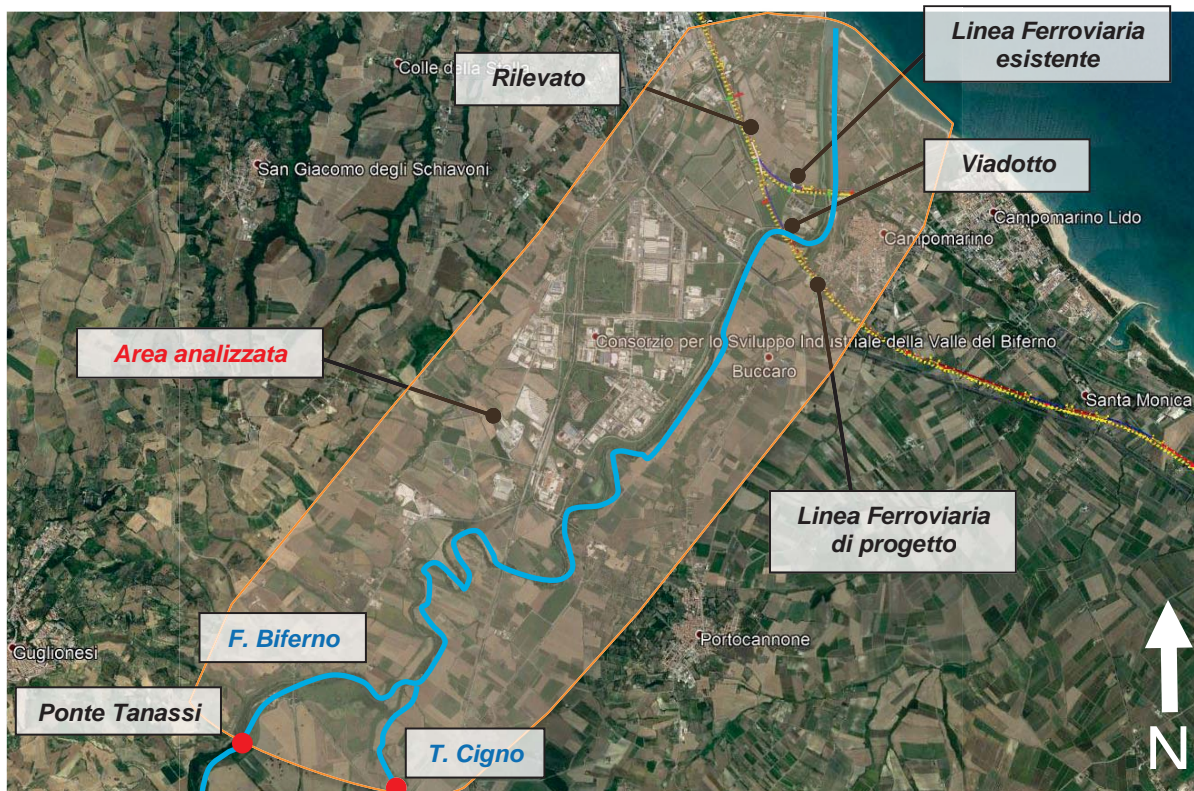 Linea Ferroviaria
esistente
Colle della Stella
Rilevato
San Giacomo degli Schiavoni
Viadotto
Campomarino Lido
Campomarino
Area analizzata
Consorzio per lo Sviluppo Industriale della Valle del Biferno
Buccaro
Santa Monica
Linea Ferroviaria
di progetto
F. Biferno
Portocannone
Guglionesi
Ponte Tanassi
T. Cigno
N